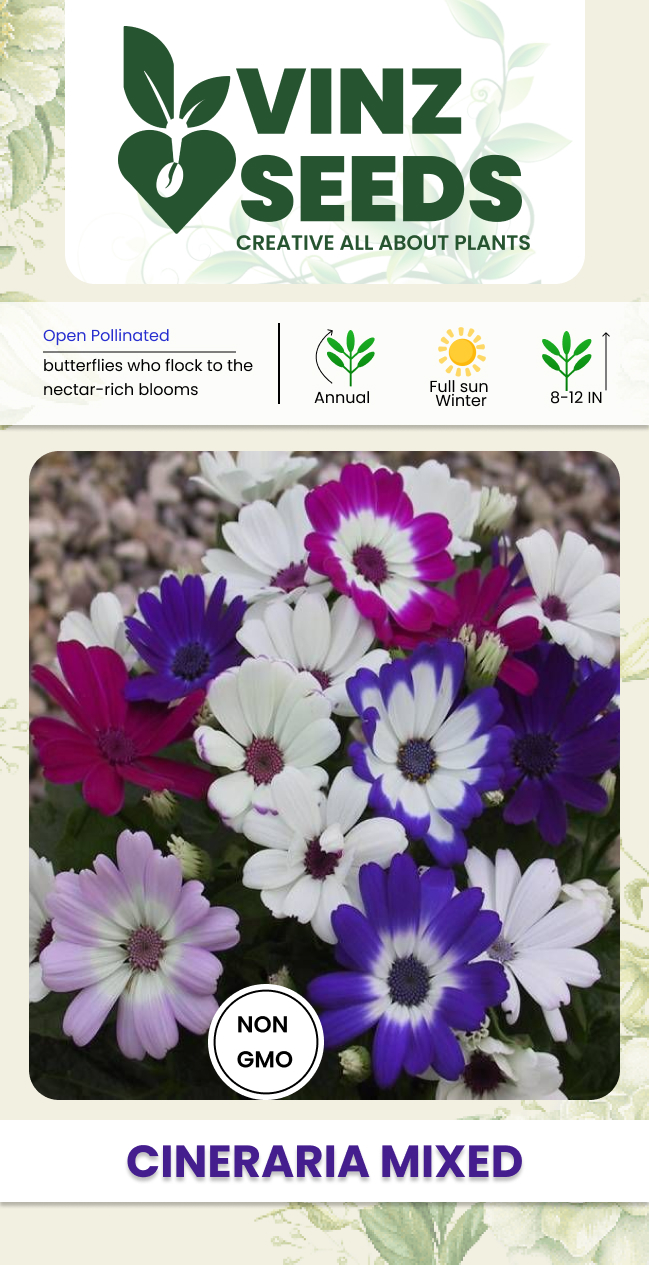 VINZ
SEEDS
CREATIVE ALL ABOUT PLANTS
Open Pollinated
butterflies who flock to the
nectar-rich blooms
Annual
Full sun
Winter
8-12 IN
NON
GMO
CINERARIA MIXED